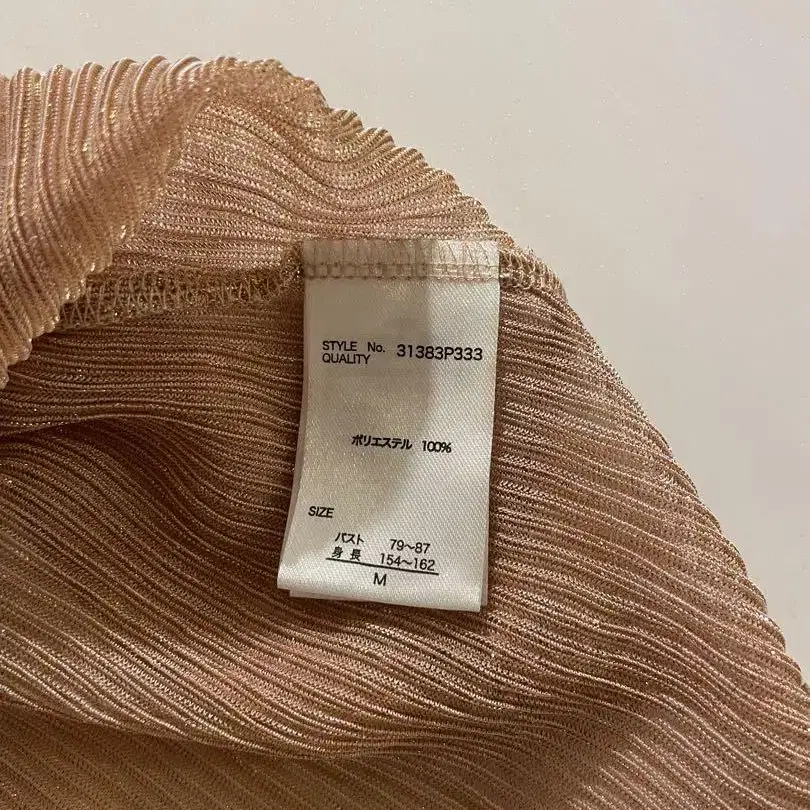 STYLE No. 31383P333
QUALITY
ポリエステル 100%
SIZE
バスト 79~87
身長 154~162
M